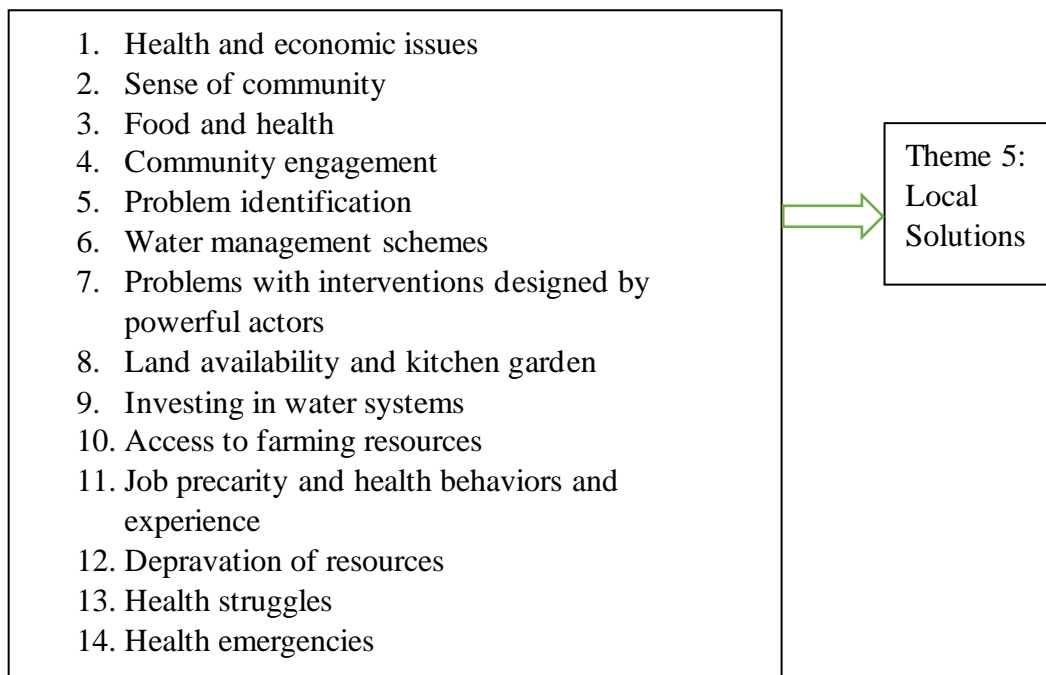 1. Health and economic issues
2. Sense of community
3. Food and health
4. Community engagement
5. Problem identification
6. Water management schemes
7. Problems with interventions designed by
powerful actors
8. Land availability and kitchen garden
9. Investing in water systems
10. Access to farming resources
11. Job precarity and health behaviors and
experience
12. Depravation of resources
13. Health struggles
14. Health emergencies
Theme 5:
Local
Solutions